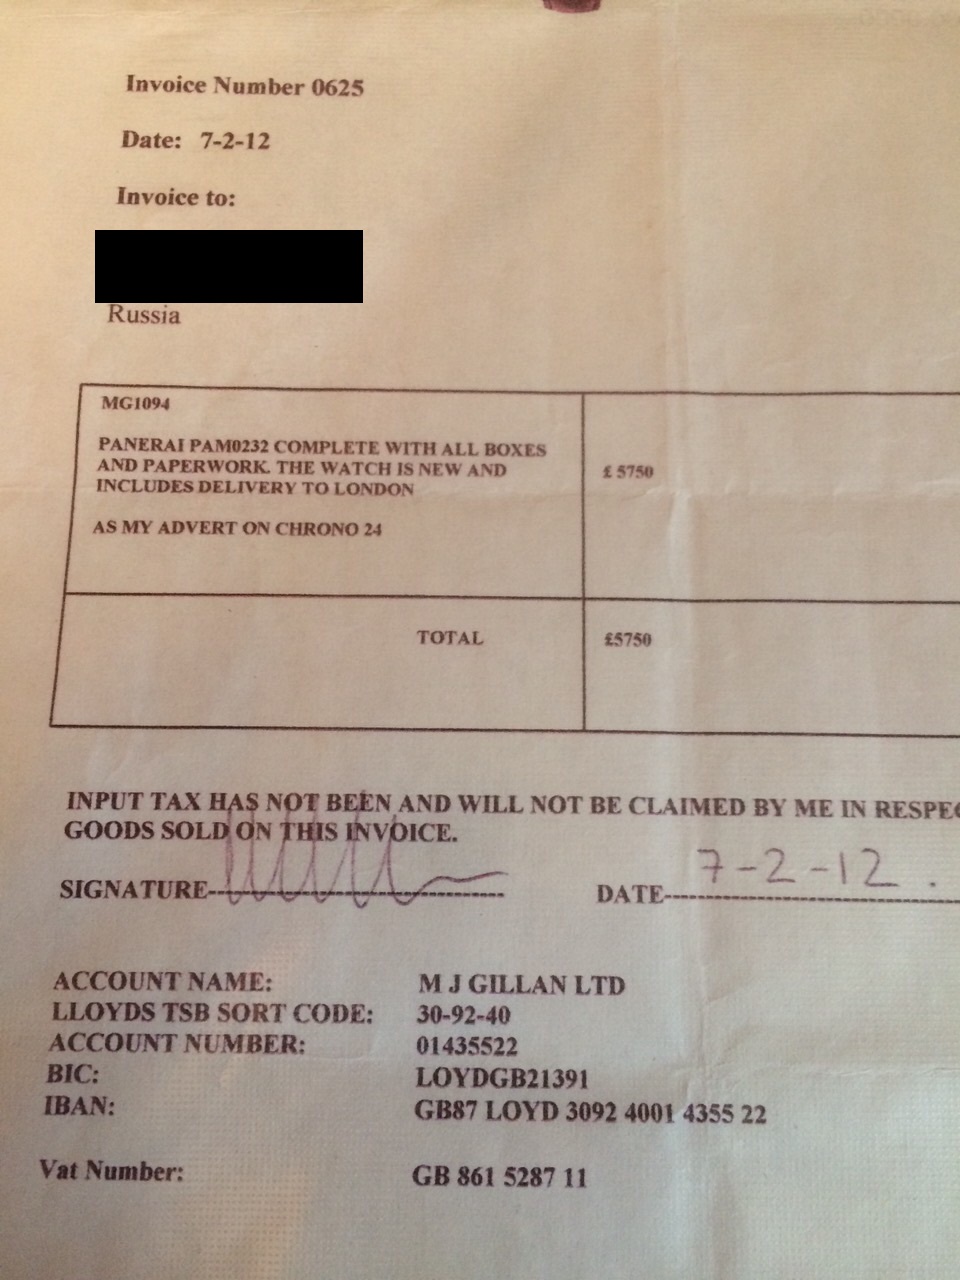 Invoice Number 0625
Date: 7-2-12
Invoice to:
Russia
MG1094
PANERAI PAM0232 COMPLETE WITH ALL BOXES
AND PAPERWORK. THE WATCH IS NEW AND
INCLUDES DELIVERY TO LONDON
£ 5750
AS MY ADVERT ON CHRONO 24
TOTAL £5750
INPUT TAX HAS NOT BEEN AND WILL NOT BE CLAIMED BY ME IN RESPEC
GOODS SOLD ON THIS INVOICE.
SIGNATURE DATE 7-2-12.
ACCOUNT NAME: M J GILLAN LTD
LLOYDS TSB SORT CODE: 30-92-40
ACCOUNT NUMBER: 01435522
BIC: LOYDGB21391
IBAN: GB87 LOYD 3092 4001 4355 22
Vat Number: GB 861 5287 11